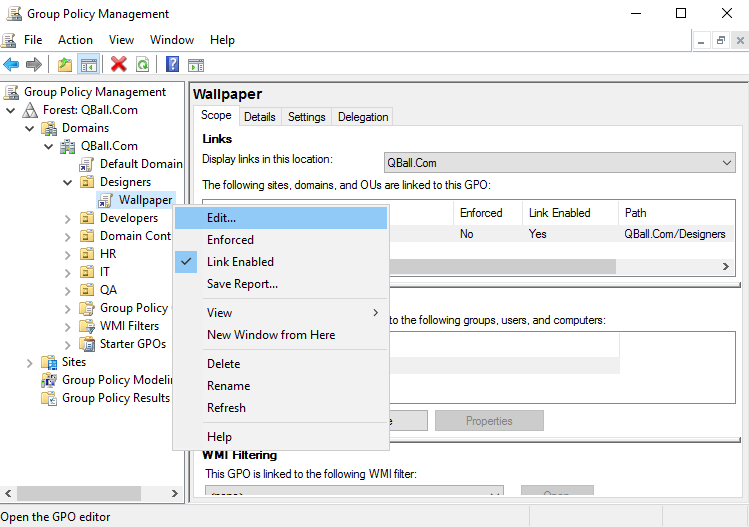 Group Policy Management
File Action View Window Help
Group Policy Management
Forest: QBall.Com
Domains
QBall.Com
Default Domain
Designers
Wallpaper
Developers
Domain Cont
HR
IT
QA
Group Policy
WMI Filters
Starter GPOs
Sites
Group Policy Modelin
Group Policy Results
Edit...
Enforced
Link Enabled
Save Report...
View
New Window from Here
Delete
Rename
Refresh
Help
Wallpaper
Scope Details Settings Delegation
Links
Display links in this location: QBall.Com
The following sites, domains, and OUs are linked to this GPO:
Enforced Link Enabled Path
No Yes QBall.Com/Designers
to the following groups, users, and computers:
Properties
WMI Filtering
This GPO is linked to the following WMI filter:
<none>
Open
Open the GPO editor